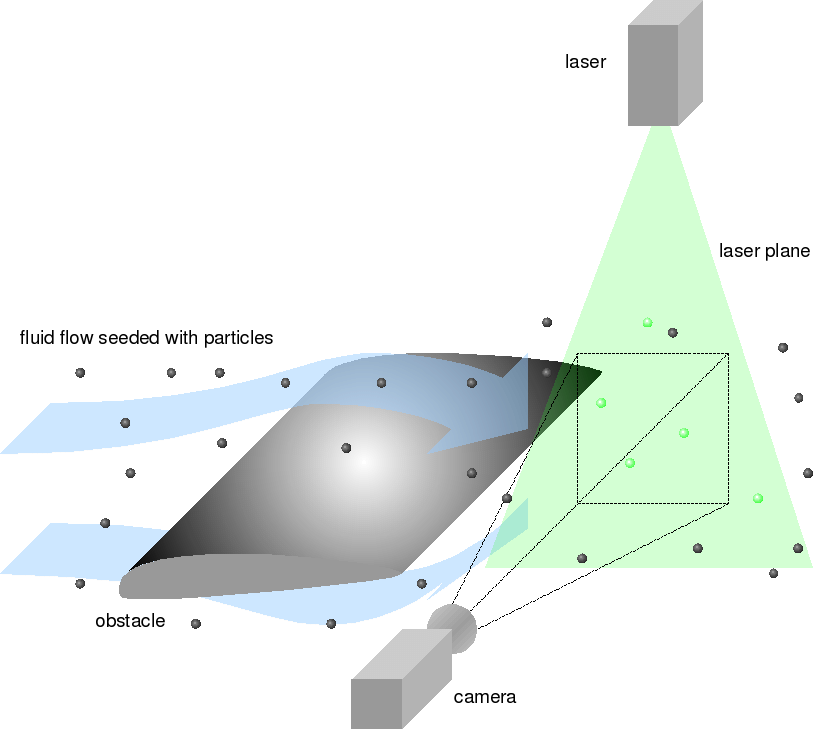 laser
laser plane
fluid flow seeded with particles
obstacle
camera